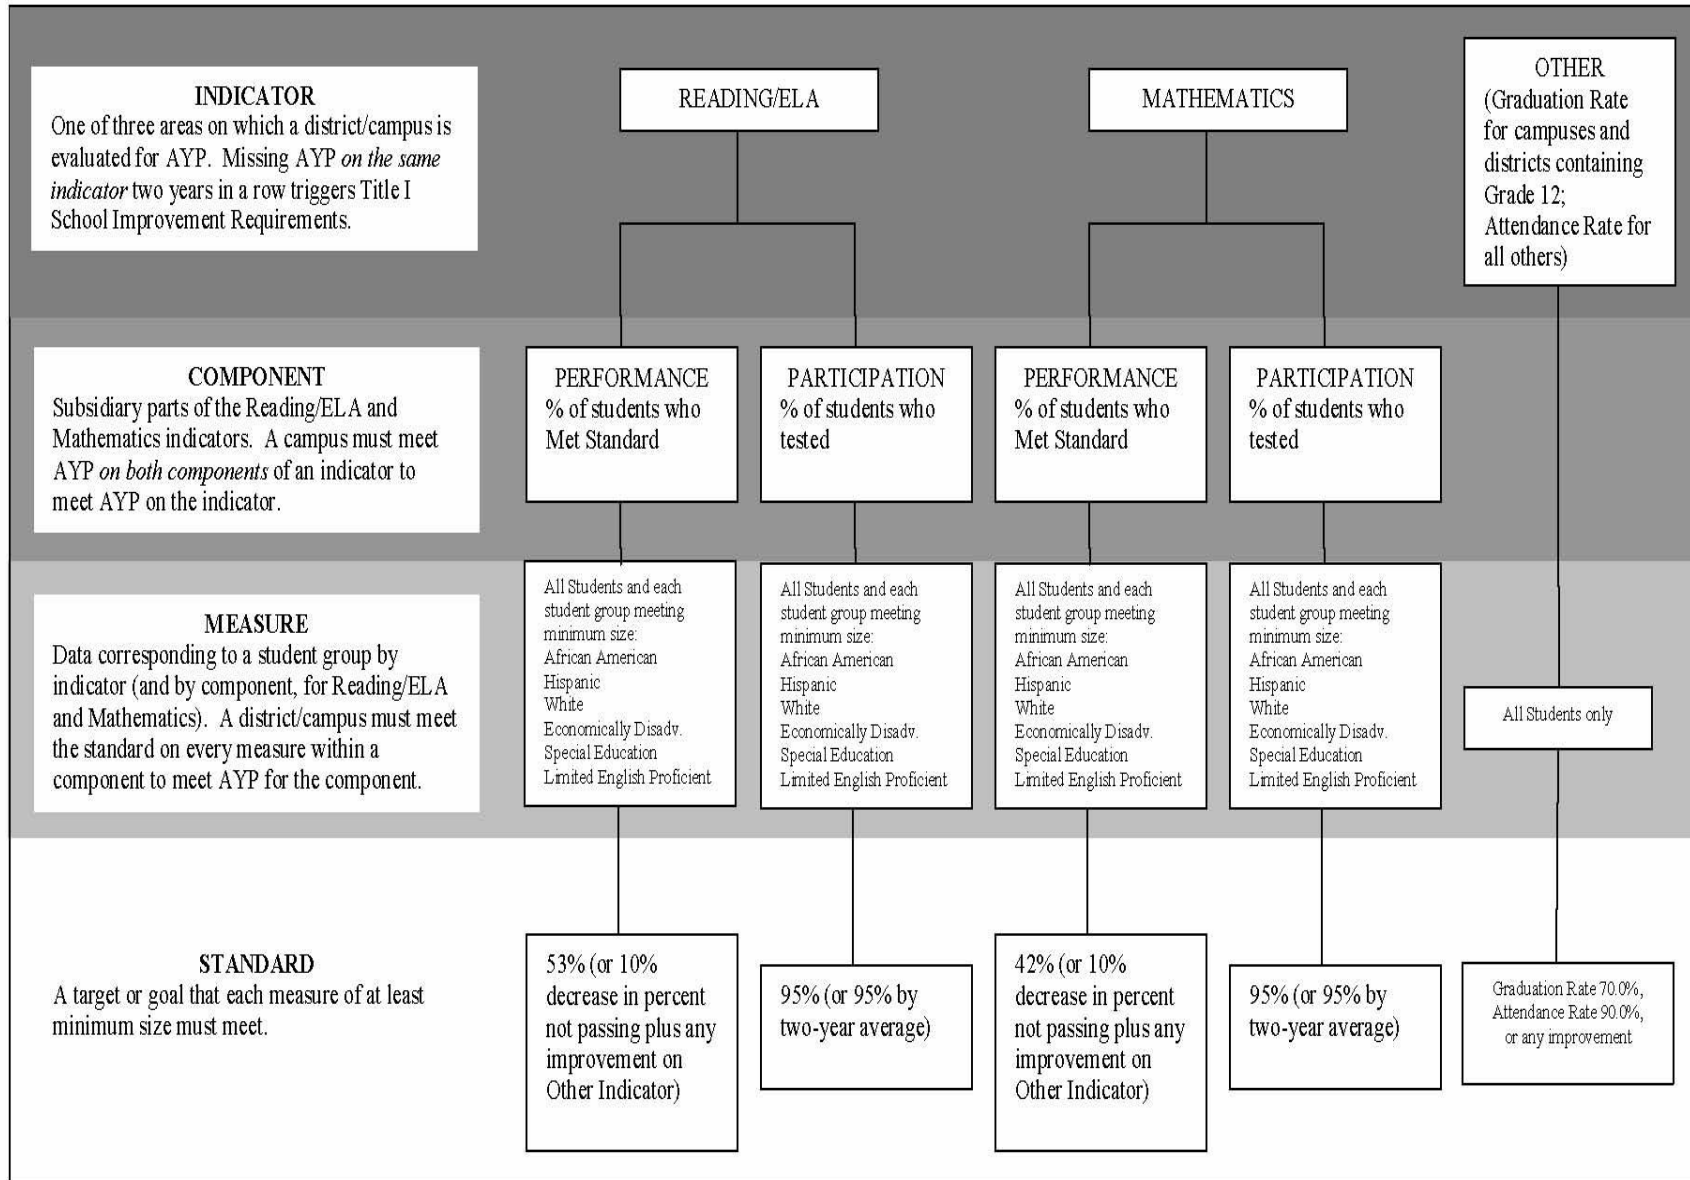 INDICATOR
One of three areas on which a district/campus is
evaluated for AYP. Missing AYP on the same
indicator two years in a row triggers Title I
School Improvement Requirements.
READING/ELA
MATHEMATICS
OTHER
(Graduation Rate
for campuses and
districts containing
Grade 12;
Attendance Rate for
all others)
COMPONENT
Subsidiary parts of the Reading/ELA and
Mathematics indicators. A campus must meet
AYP on both components of an indicator to
meet AYP on the indicator.
PERFORMANCE
% of students who
Met Standard
PARTICIPATION
% of students who
tested
PERFORMANCE
% of students who
Met Standard
PARTICIPATION
% of students who
tested
MEASURE
Data corresponding to a student group by
indicator (and by component, for Reading/ELA
and Mathematics). A district/campus must meet
the standard on every measure within a
component to meet AYP for the component.
All Students and each
student group meeting
minimum size:
African American
Hispanic
White
Economically Disadv.
Special Education
Limited English Proficient
All Students and each
student group meeting
minimum size:
African American
Hispanic
White
Economically Disadv.
Special Education
Limited English Proficient
All Students and each
student group meeting
minimum size:
African American
Hispanic
White
Economically Disadv.
Special Education
Limited English Proficient
All Students and each
student group meeting
minimum size:
African American
Hispanic
White
Economically Disadv.
Special Education
Limited English Proficient
All Students only
STANDARD
A target or goal that each measure of at least
minimum size must meet.
53% (or 10%
decrease in percent
not passing plus any
improvement on
Other Indicator)
95% (or 95% by
two-year average)
42% (or 10%
decrease in percent
not passing plus any
improvement on
Other Indicator)
95% (or 95% by
two-year average)
Graduation Rate 70.0%,
Attendance Rate 90.0%,
or any improvement